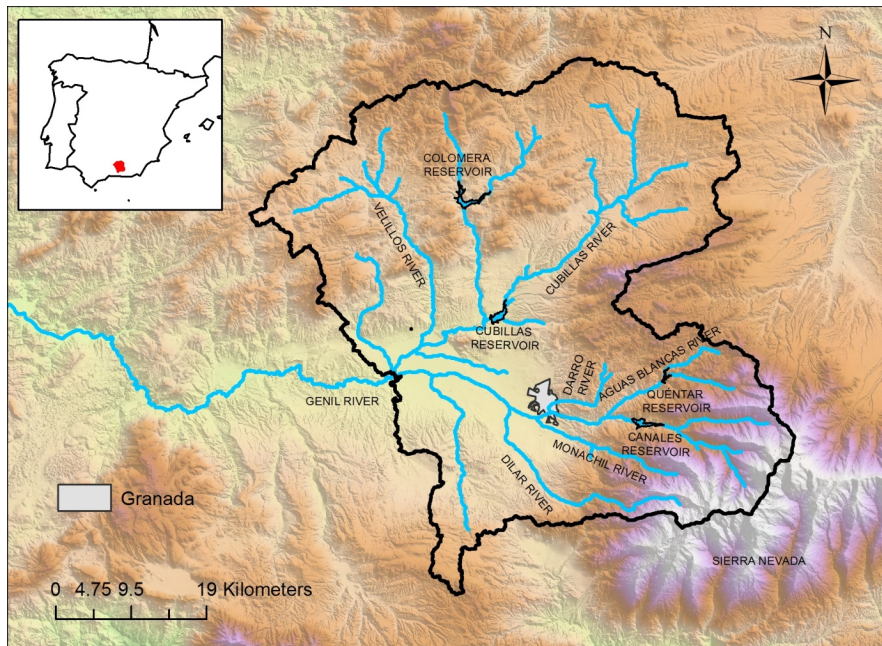 N
COLOMERA
RESERVOIR
VELILLOS RIVER
CUBILLAS RIVER
CUBILLAS
RESERVOIR
DARRO
RIVER
AGUAS BLANCAS RIVER
QUÉNTAR
RESERVOIR
GENIL RIVER
CANALES
RESERVOIR
MONACHIL RIVER
DILAR RIVER
Granada
SIERRA NEVADA
0 4.75 9.5 19 Kilometers